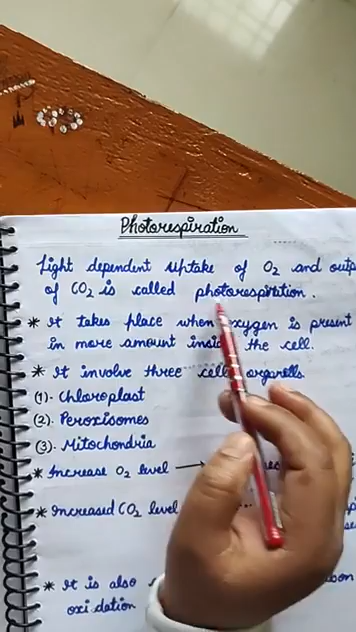 Photorespiration
Light dependent uptake of O2 and outp
of CO2 is called photorespiration.
* It takes place when oxygen is present
in more amount inside the cell.
* It involve three cell organells.
(1). Chloroplast
(2). Peroxisomes
(3). Mitochondria
* Increase O2 level →
* Increased CO2 level
* It is also
oxidation